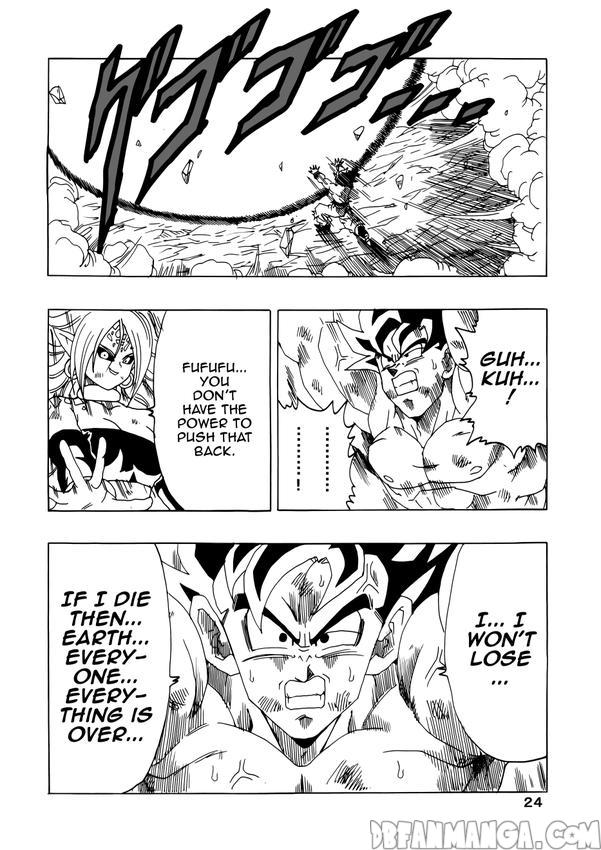 ゲゴゴゴ・・・
GUH...
KUH...
!
.........!
FUFUFU...
YOU
DON'T
HAVE THE
POWER TO
PUSH THAT
BACK.
I... I
WON'T
LOSE
...
IF I DIE
THEN...
EARTH...
EVERY-
ONE...
EVERY-
THING IS
OVER...
24
DBFANMANGA.COM